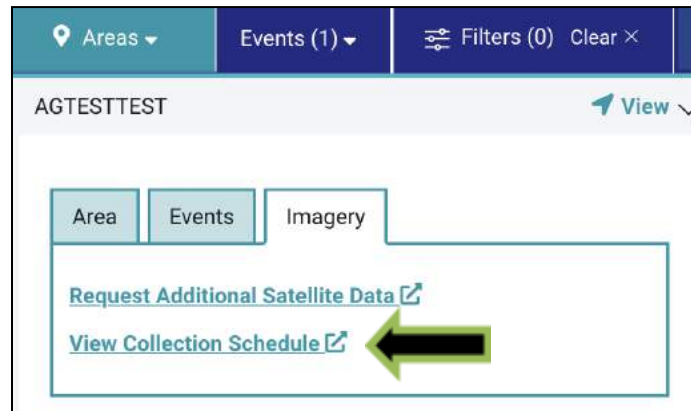 Areas Events (1) Filters (0) Clear ×
AGTESTTEST View
Area Events Imagery
Request Additional Satellite Data
View Collection Schedule